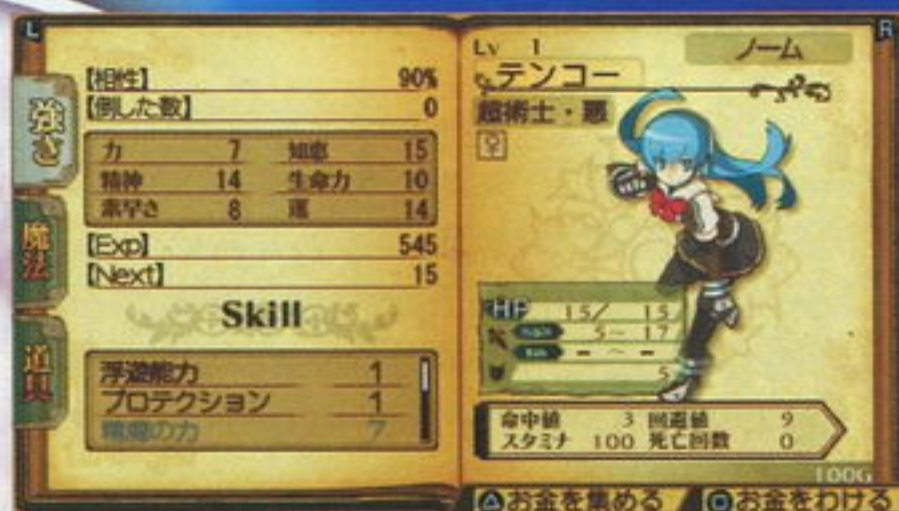 L
R
強さ
魔法
道具
【相性】 90%
【倒した数】 0
力 7 知恵 15
精神 14 生命力 10
素早さ 8 運 14
【Exp】 545
【Next】 15
Skill
浮遊能力 1
プロテクション 1
精霊の力 7
Lv 1 ノーム
テンコー
超術士・悪
♀
HP 15/ 15
5～ 17
- ～ -
5
命中値 3 回避値 9
スタミナ 100 死亡回数 0
100G
△お金を集める □お金をわける